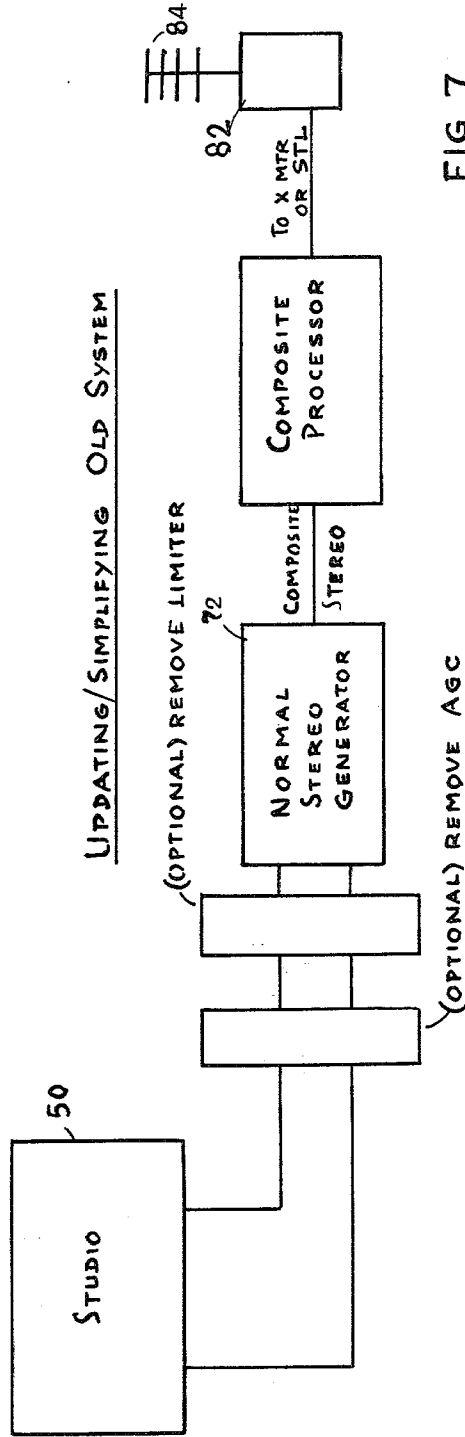 UPDATING/SIMPLIFYING OLD SYSTEM
50
STUDIO
(OPTIONAL) REMOVE LIMITER
(OPTIONAL) REMOVE AGC
72
NORMAL
STEREO
GENERATOR
COMPOSITE
STEREO
COMPOSITE
PROCESSOR
TO X MTR
OR STL
82
84
FIG 7